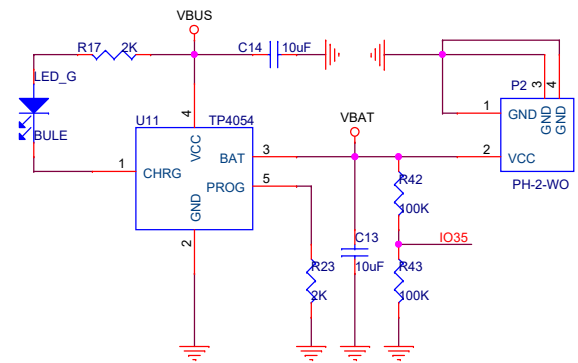 VBUS
R17
2K
C14
10uF
LED_G
BULE
P2
3
4
1
GND
GND
GND
2
VCC
PH-2-WO
U11
TP4054
4
VCC
1
CHRG
BAT
3
PROG
5
GND
2
VBAT
R42
100K
IO35
C13
10uF
R43
100K
R23
2K